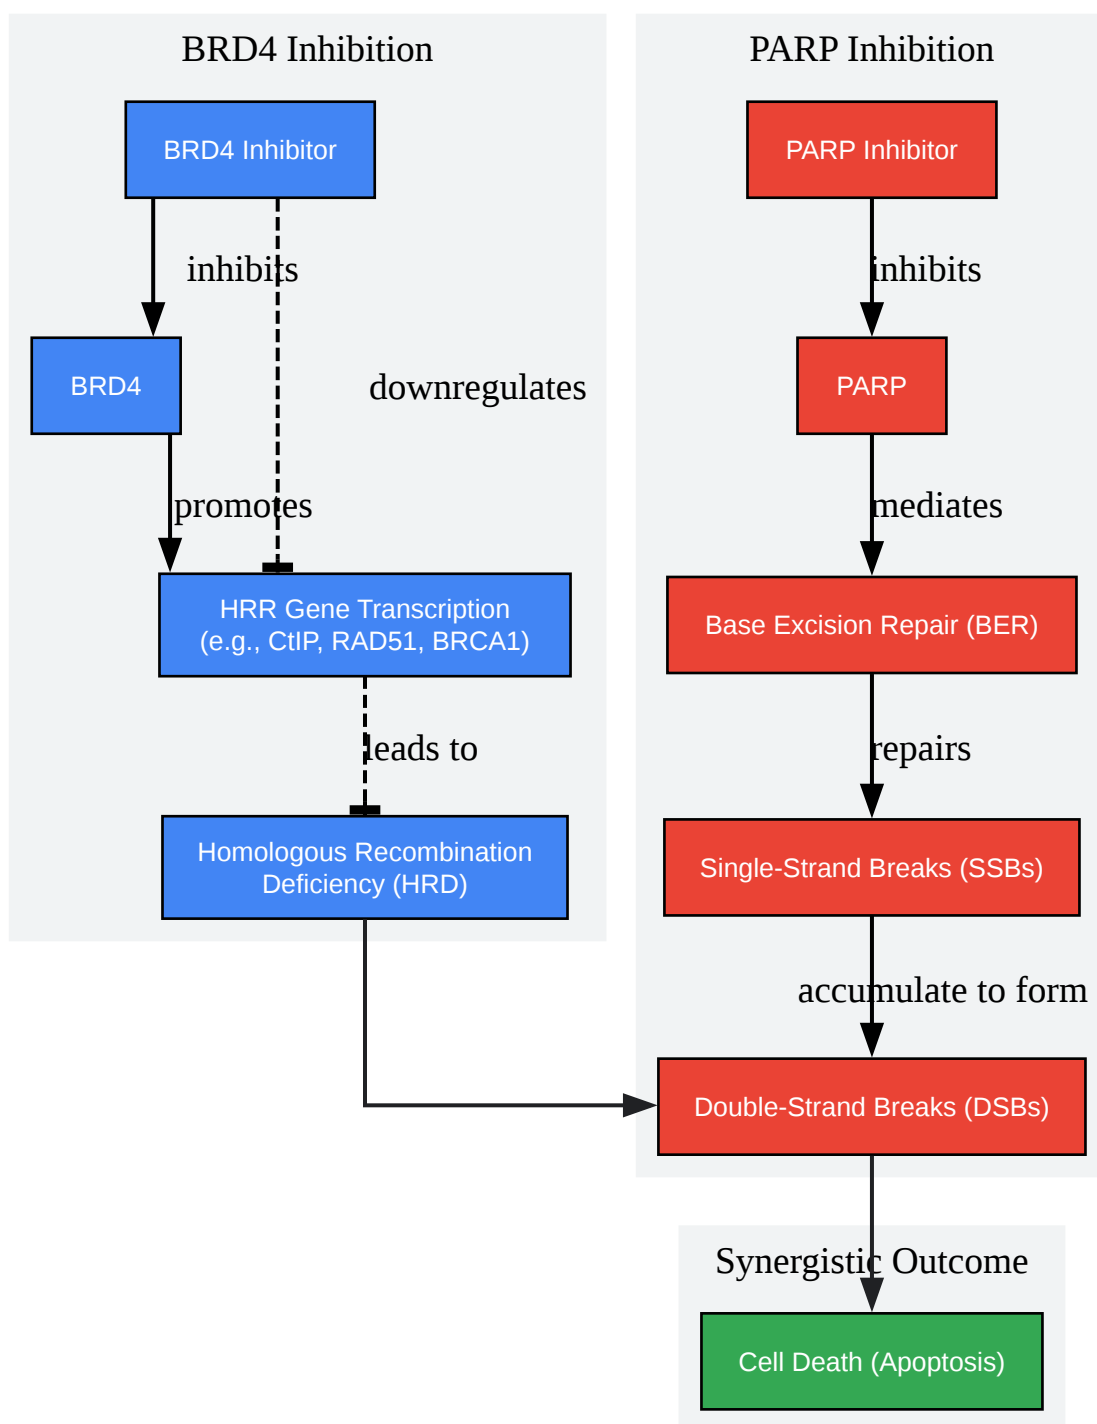 BRD4 Inhibition
BRD4 Inhibitor
inhibits
BRD4
downregulates
promotes
HRR Gene Transcription
(e.g., CtIP, RAD51, BRCA1)
leads to
Homologous Recombination
Deficiency (HRD)
PARP Inhibition
PARP Inhibitor
inhibits
PARP
mediates
Base Excision Repair (BER)
repairs
Single-Strand Breaks (SSBs)
accumulate to form
Double-Strand Breaks (DSBs)
Synergistic Outcome
Cell Death (Apoptosis)